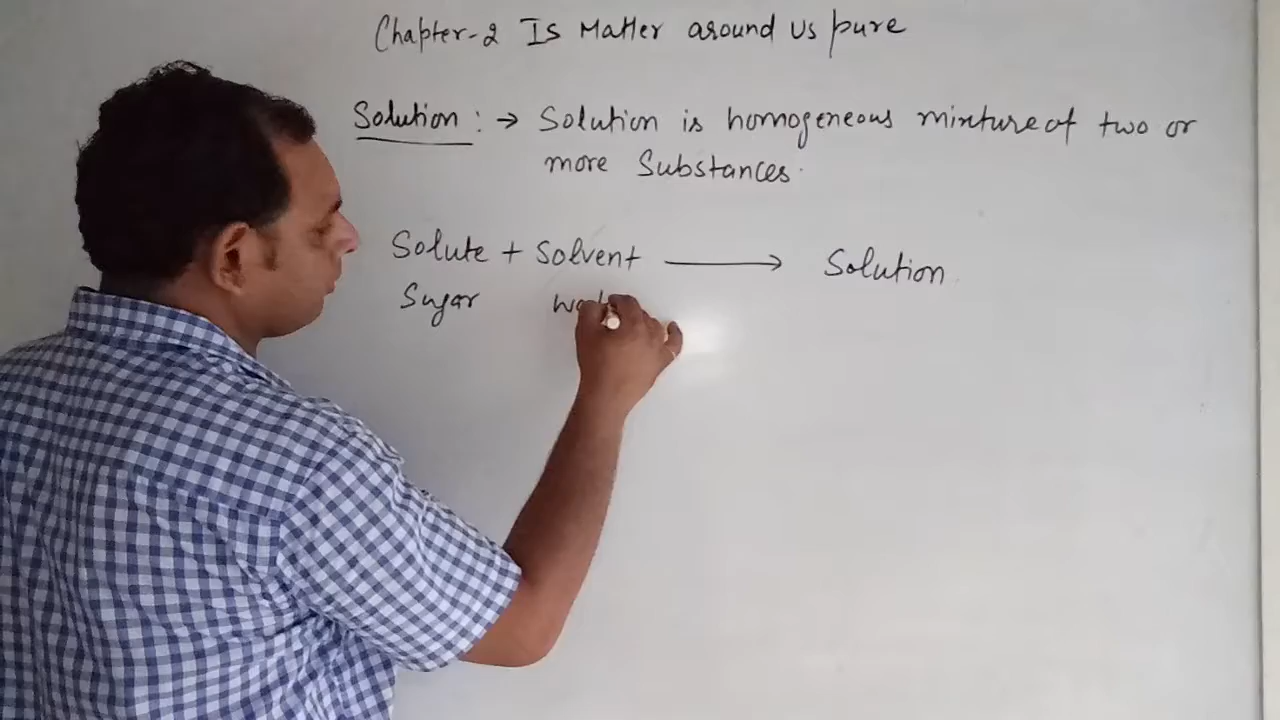 Chapter-2 Is Matter around us pure
Solution :→ Solution is homogeneous mixture of two or
more Substances.
Solute + Solvent ⟶ Solution
Sugar